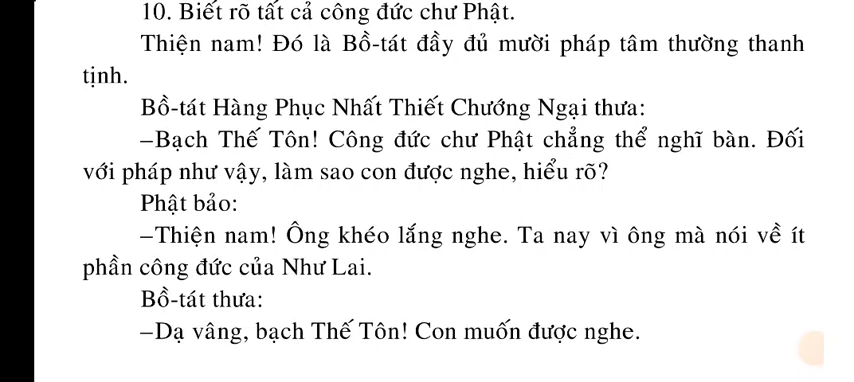 10. Biết rõ tất cả công đức chư Phật.
Thiện nam! Đó là Bồ-tát đầy đủ mười pháp tâm thường thanh
tịnh.
Bồ-tát Hàng Phục Nhất Thiết Chướng Ngại thưa:
–Bạch Thế Tôn! Công đức chư Phật chẳng thể nghĩ bàn. Đối
với pháp như vậy, làm sao con được nghe, hiểu rõ?
Phật bảo:
–Thiện nam! Ông khéo lắng nghe. Ta nay vì ông mà nói về ít
phần công đức của Như Lai.
Bồ-tát thưa:
–Dạ vâng, bạch Thế Tôn! Con muốn được nghe.